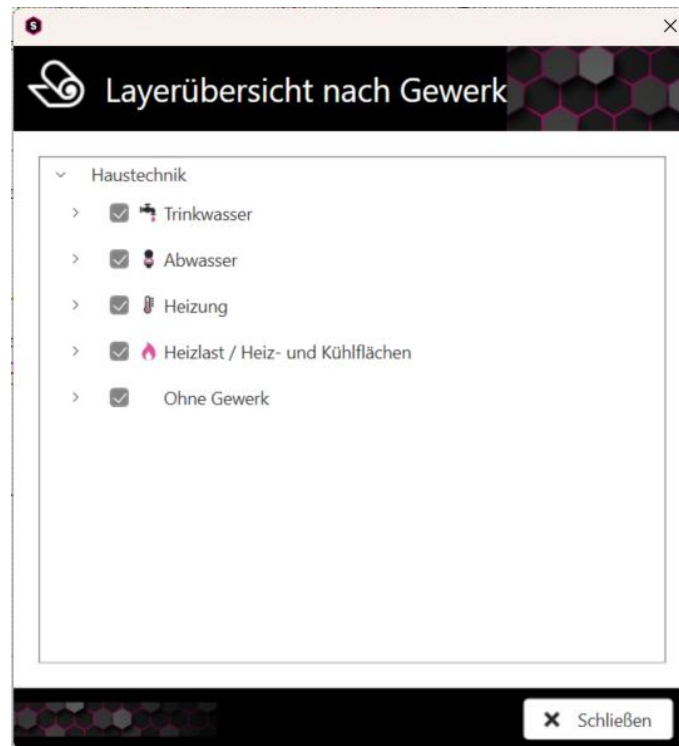 S
Layerübersicht nach Gewerk
Haustechnik
Trinkwasser
Abwasser
Heizung
Heizlast / Heiz- und Kühlflächen
Ohne Gewerk
Schließen